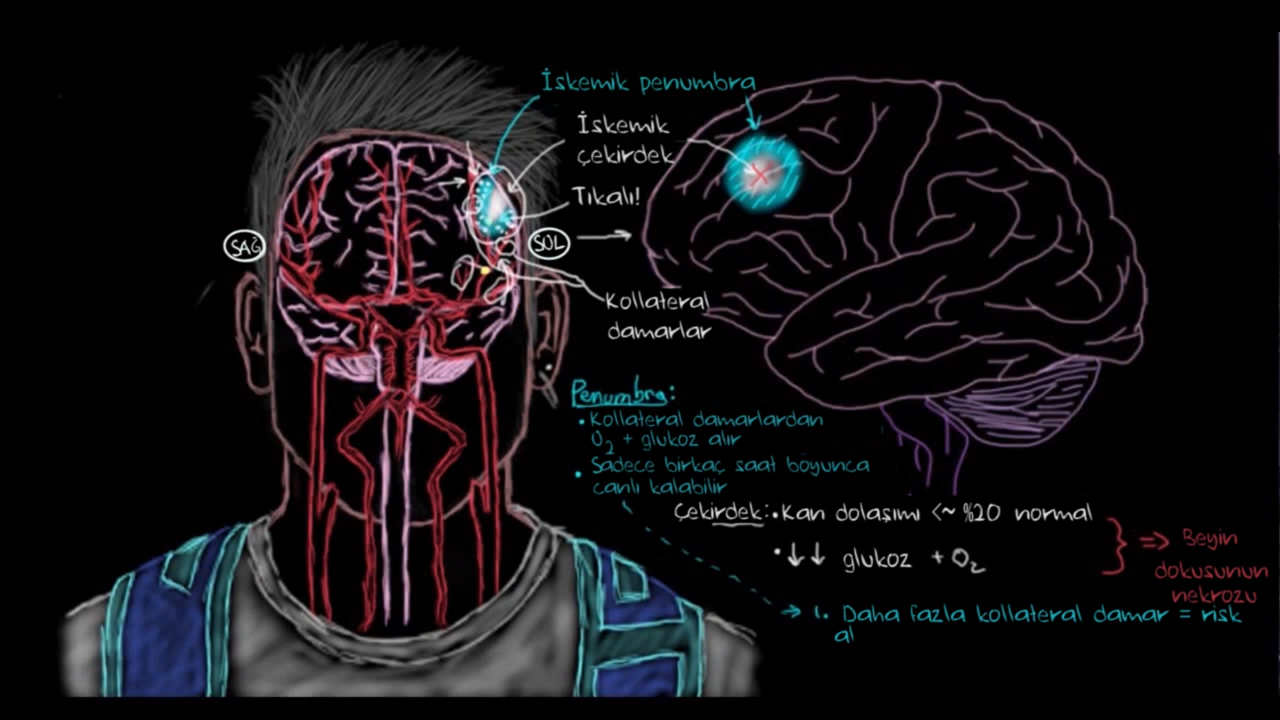 İskemik penumbra
İskemik
çekirdek
Tıkalı!
SAĞ
SOL
Kollateral
damarlar
Penumbra:
• Kollateral damarlardan
O2 + glukoz alır
• Sadece birkaç saat boyunca
canlı kalabilir
Çekirdek: • Kan dolaşımı <~ %20 normal
• ↓↓ glukoz + O2
} => Beyin
dokusunun
nekrozu
1. Daha fazla kollateral damar = risk
al